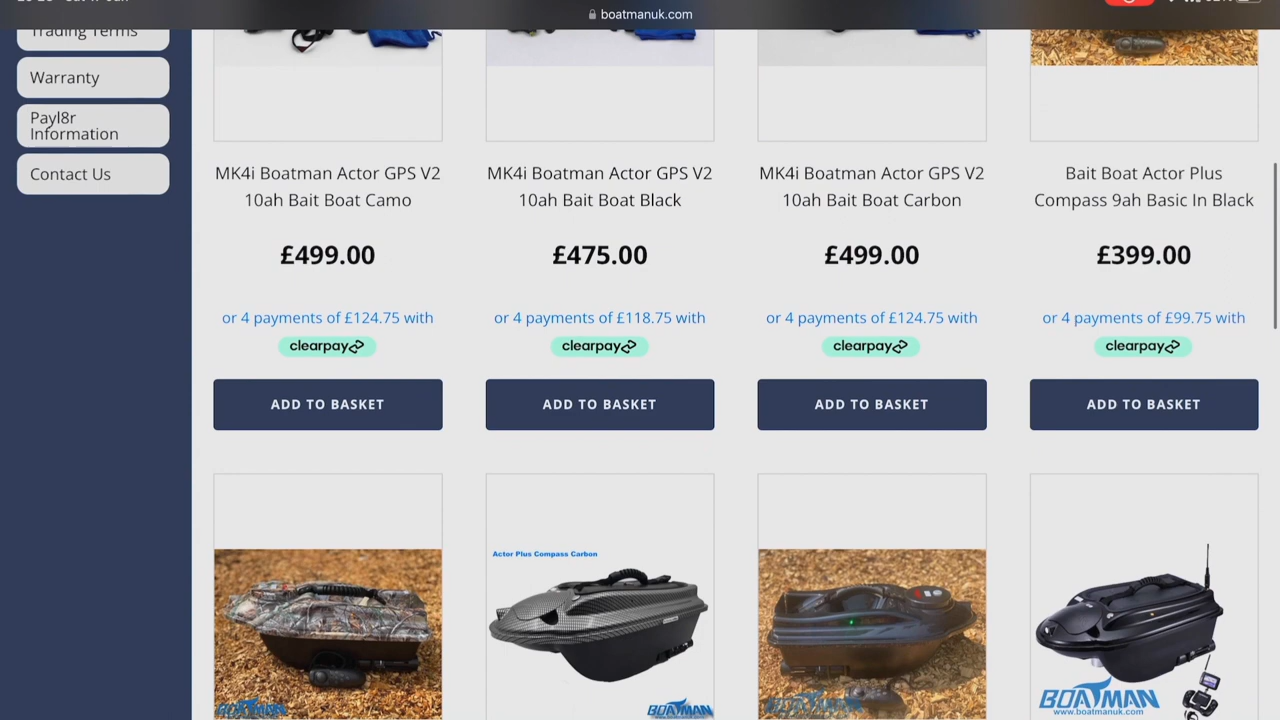 boatmanuk.com
Trading Terms
Warranty
Payl8r
Information
Contact Us
MK4i Boatman Actor GPS V2
10ah Bait Boat Camo
£499.00
or 4 payments of £124.75 with
clearpay
ADD TO BASKET
MK4i Boatman Actor GPS V2
10ah Bait Boat Black
£475.00
or 4 payments of £118.75 with
clearpay
ADD TO BASKET
MK4i Boatman Actor GPS V2
10ah Bait Boat Carbon
£499.00
or 4 payments of £124.75 with
clearpay
ADD TO BASKET
Bait Boat Actor Plus
Compass 9ah Basic In Black
£399.00
or 4 payments of £99.75 with
clearpay
ADD TO BASKET
BOATMAN
Actor Plus Compass Carbon
BOATMAN
BOATMAN
BOATMAN
www.boatmanuk.com